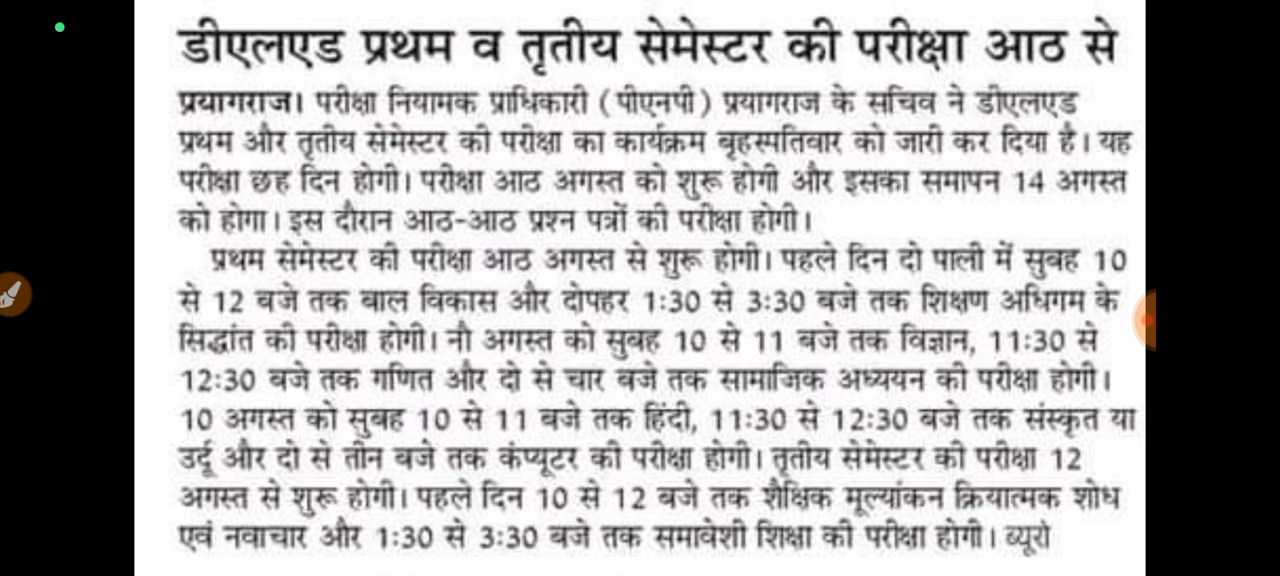 डीएलएड प्रथम व तृतीय सेमेस्टर की परीक्षा आठ से
प्रयागराज। परीक्षा नियामक प्राधिकारी (पीएनपी) प्रयागराज के सचिव ने डीएलएड
प्रथम और तृतीय सेमेस्टर की परीक्षा का कार्यक्रम बृहस्पतिवार को जारी कर दिया है। यह
परीक्षा छह दिन होगी। परीक्षा आठ अगस्त को शुरू होगी और इसका समापन 14 अगस्त
को होगा। इस दौरान आठ-आठ प्रश्न पत्रों की परीक्षा होगी।
प्रथम सेमेस्टर की परीक्षा आठ अगस्त से शुरू होगी। पहले दिन दो पाली में सुबह 10
से 12 बजे तक बाल विकास और दोपहर 1:30 से 3:30 बजे तक शिक्षण अधिगम के
सिद्धांत की परीक्षा होगी। नौ अगस्त को सुबह 10 से 11 बजे तक विज्ञान, 11:30 से
12:30 बजे तक गणित और दो से चार बजे तक सामाजिक अध्ययन की परीक्षा होगी।
10 अगस्त को सुबह 10 से 11 बजे तक हिंदी, 11:30 से 12:30 बजे तक संस्कृत या
उर्दू और दो से तीन बजे तक कंप्यूटर की परीक्षा होगी। तृतीय सेमेस्टर की परीक्षा 12
अगस्त से शुरू होगी। पहले दिन 10 से 12 बजे तक शैक्षिक मूल्यांकन क्रियात्मक शोध
एवं नवाचार और 1:30 से 3:30 बजे तक समावेशी शिक्षा की परीक्षा होगी। ब्यूरो